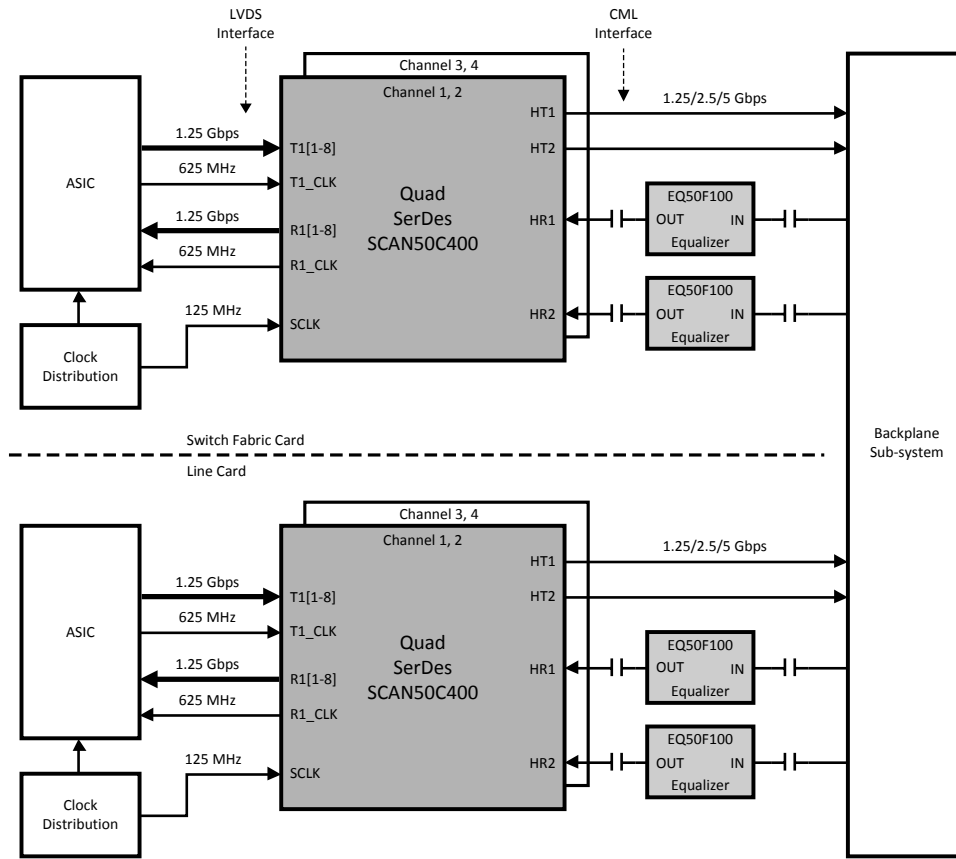 LVDS
Interface
CML
Interface
Channel 3, 4
Channel 1, 2
1.25/2.5/5 Gbps
HT1
HT2
1.25 Gbps
T1[1-8]
625 MHz
T1_CLK
ASIC
Quad
SerDes
SCAN50C400
1.25 Gbps
R1[1-8]
625 MHz
R1_CLK
HR1
EQ50F100
OUT IN
Equalizer
125 MHz
SCLK
HR2
EQ50F100
OUT IN
Equalizer
Clock
Distribution
Switch Fabric Card
Line Card
Backplane
Sub-system
Channel 3, 4
Channel 1, 2
1.25/2.5/5 Gbps
HT1
HT2
1.25 Gbps
T1[1-8]
625 MHz
T1_CLK
ASIC
Quad
SerDes
SCAN50C400
1.25 Gbps
R1[1-8]
625 MHz
R1_CLK
HR1
EQ50F100
OUT IN
Equalizer
125 MHz
SCLK
HR2
EQ50F100
OUT IN
Equalizer
Clock
Distribution